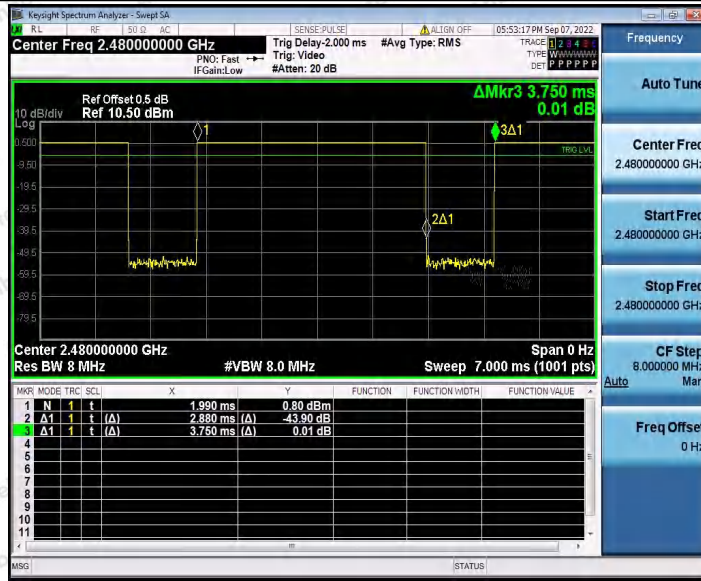 Keysight Spectrum Analyzer - Swept SA
RL RF 50 Ω AC SENSE:PULSE ALIGN OFF 05:53:17 PM Sep 07, 2022
Center Freq 2.480000000 GHz
PNO: Fast
IFGain:Low
Trig Delay-2.000 ms
Trig: Video
#Atten: 20 dB
#Avg Type: RMS
TRACE 1 2 3 4 5 6
TYPE WWWWWW
DET P P P P P P
Frequency
Auto Tune
Center Freq
2.480000000 GHz
Start Freq
2.480000000 GHz
Stop Freq
2.480000000 GHz
CF Step
8.000000 MHz
Auto Man
Freq Offset
0 Hz
ΔMkr3 3.750 ms
0.01 dB
Ref Offset 0.5 dB
10 dB/div Ref 10.50 dBm
Log
1
3Δ1
TRIG LVL
2Δ1
0.500
-9.50
-19.5
-29.5
-39.5
-49.5
-59.5
-69.5
-79.5
Center 2.480000000 GHz Span 0 Hz
Res BW 8 MHz #VBW 8.0 MHz Sweep 7.000 ms (1001 pts)
MKR MODE TRC SCL X Y FUNCTION FUNCTION WIDTH FUNCTION VALUE
1 N 1 t 1.990 ms 0.80 dBm
2 Δ1 1 t (Δ) 2.880 ms (Δ) -43.90 dB
3 Δ1 1 t (Δ) 3.750 ms (Δ) 0.01 dB
4
5
6
7
8
9
10
11
MSG STATUS